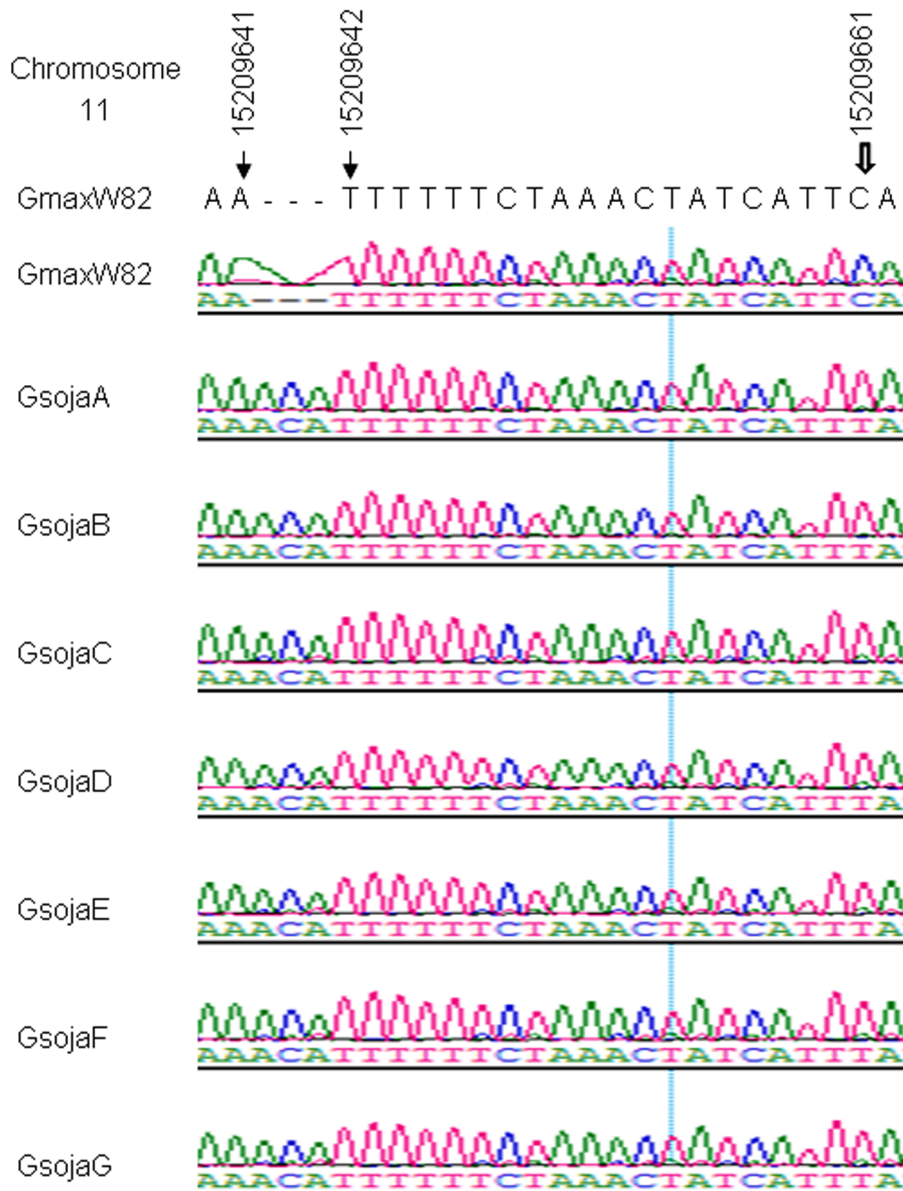 Chromosome
11
15209641
15209642
15209661
GmaxW82 A A - - - T T T T T T C T A A A C T A T C A T T C A
GmaxW82
AA---TTTTTTCTAAACTATCATTCA
GsojaA
AAACATTTTTTCTAAACTATCATTTA
GsojaB
AAACATTTTTTCTAAACTATCATTTA
GsojaC
AAACATTTTTTCTAAACTATCATTTA
GsojaD
AAACATTTTTTCTAAACTATCATTTA
GsojaE
AAACATTTTTTCTAAACTATCATTTA
GsojaF
AAACATTTTTTCTAAACTATCATTTA
GsojaG
AAACATTTTTTCTAAACTATCATTTA